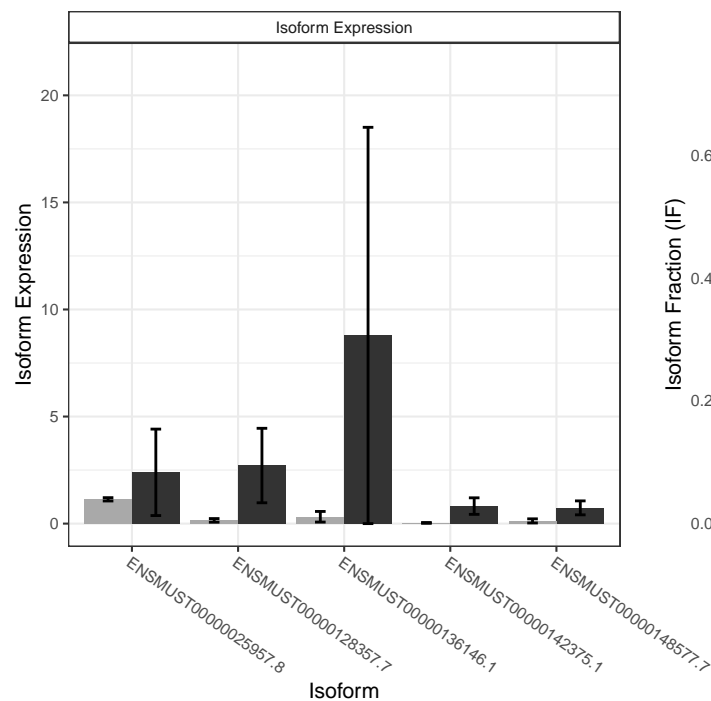 Isoform Expression
Isoform Expression
20
15
10
5
0
ENSMUST00000025957.8
ENSMUST00000128357.7
ENSMUST00000136146.1
ENSMUST00000142375.1
ENSMUST00000148577.7
Isoform
Isoform Fraction (IF)
0.6
0.4
0.2
0.0